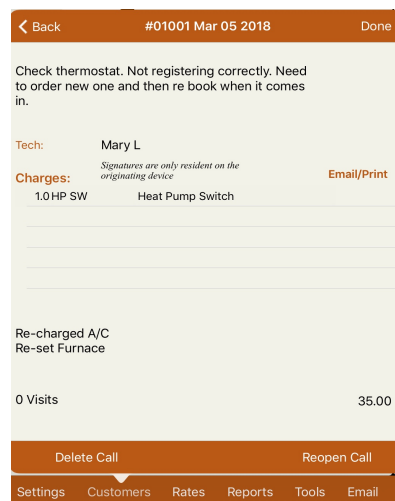 Back #01001 Mar 05 2018 Done
Check thermostat. Not registering correctly. Need
to order new one and then re book when it comes
in.
Tech: Mary L
Signatures are only resident on the
originating device
Charges: Email/Print
1.0 HP SW Heat Pump Switch
Re-charged A/C
Re-set Furnace
0 Visits 35.00
Delete Call Reopen Call
Settings Customers Rates Reports Tools Email